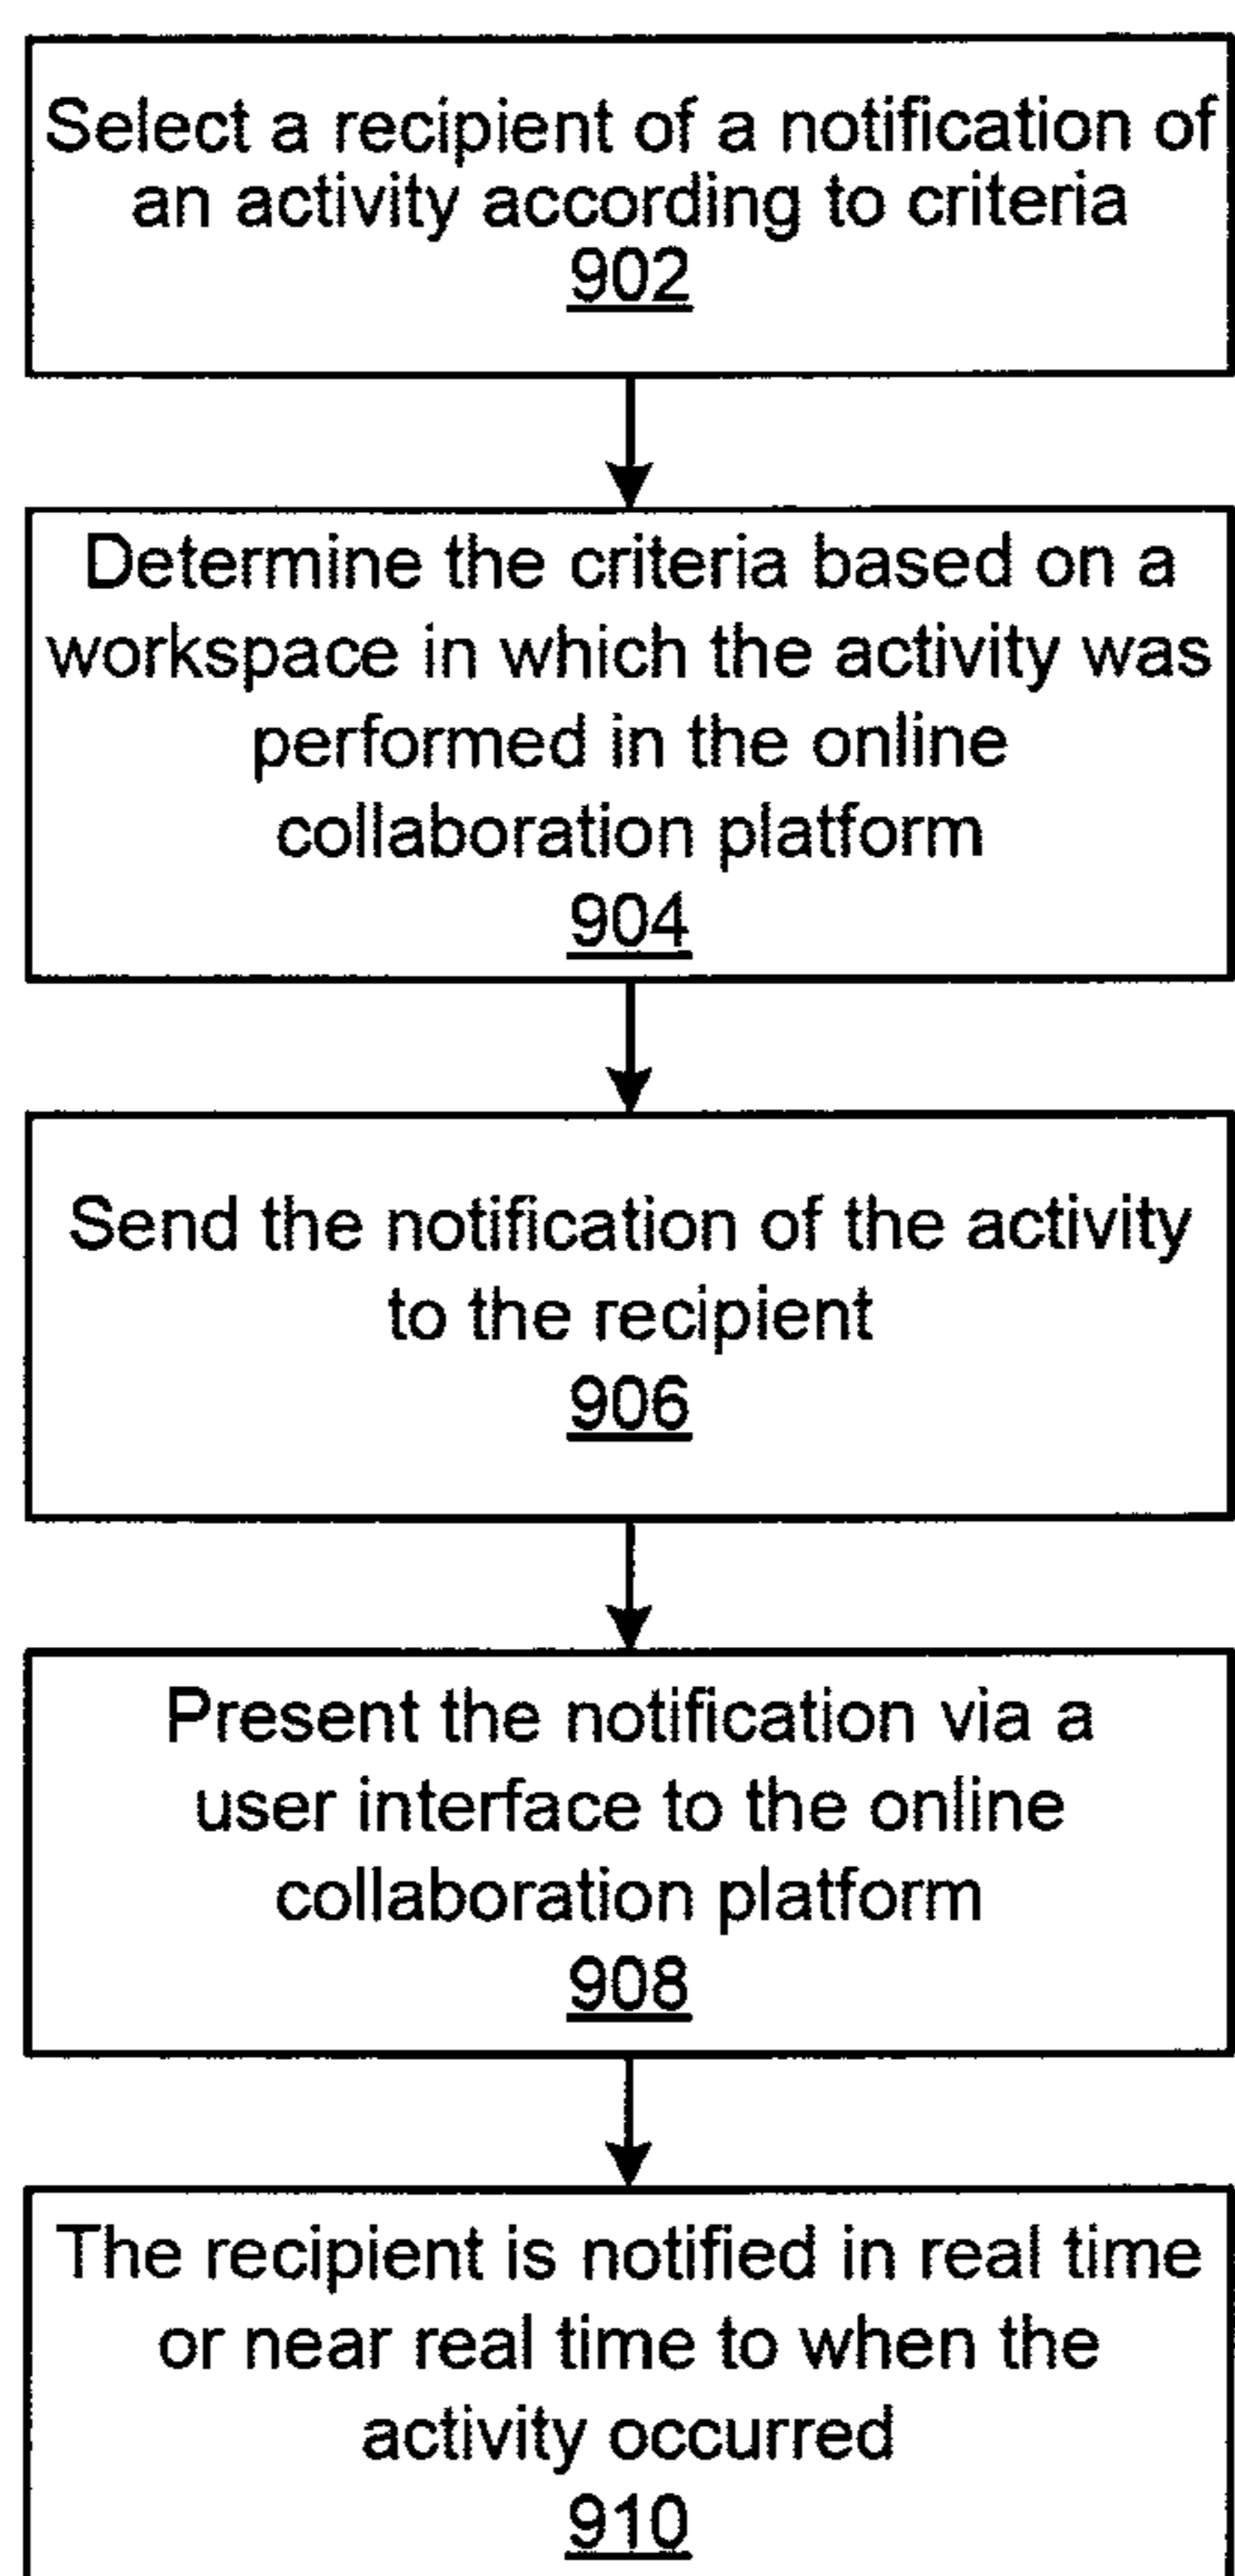 Select a recipient of a notification of
an activity according to criteria
902
Determine the criteria based on a
workspace in which the activity was
performed in the online
collaboration platform
904
Send the notification of the activity
to the recipient
906
Present the notification via a
user interface to the online
collaboration platform
908
The recipient is notified in real time
or near real time to when the
activity occurred
910